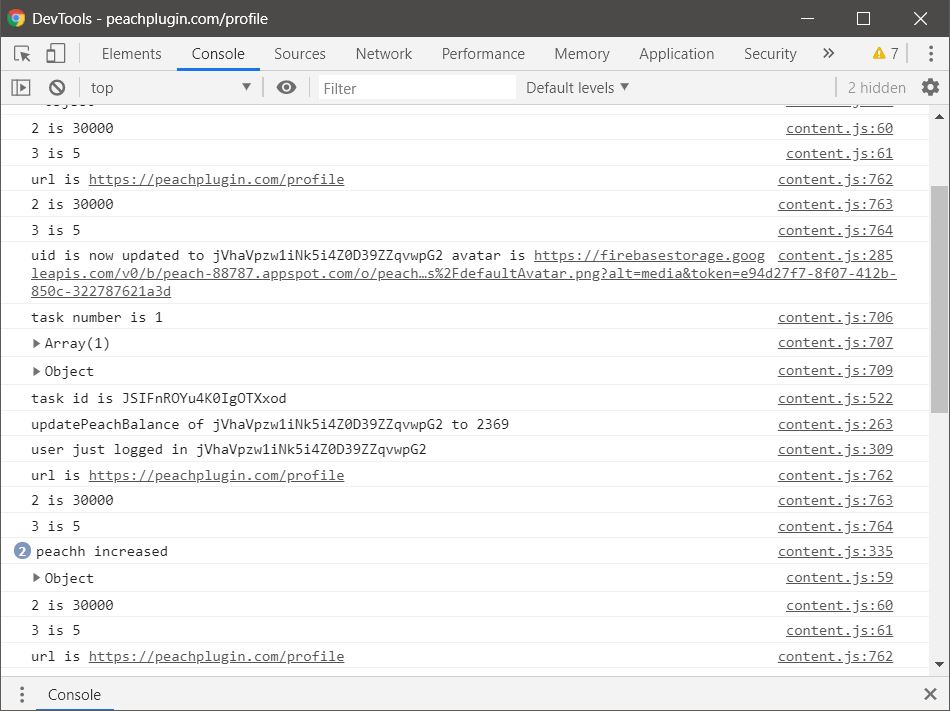 DevTools - peachplugin.com/profile
Elements Console Sources Network Performance Memory Application Security » 7
top Filter Default levels 2 hidden
2 is 30000 content.js:60
3 is 5 content.js:61
url is https://peachplugin.com/profile content.js:762
2 is 30000 content.js:763
3 is 5 content.js:764
uid is now updated to jVhaVpzw1iNk5i4Z0D39ZZqvwpG2 avatar is https://firebasestorage.goog content.js:285
leapis.com/v0/b/peach-88787.appspot.com/o/peach…s%2FdefaultAvatar.png?alt=media&token=e94d27f7-8f07-412b-
850c-322787621a3d
task number is 1 content.js:706
Array(1) content.js:707
Object content.js:709
task id is JSIFnROYu4K0IgOTXxod content.js:522
updatePeachBalance of jVhaVpzw1iNk5i4Z0D39ZZqvwpG2 to 2369 content.js:263
user just logged in jVhaVpzw1iNk5i4Z0D39ZZqvwpG2 content.js:309
url is https://peachplugin.com/profile content.js:762
2 is 30000 content.js:763
3 is 5 content.js:764
2 peachh increased content.js:335
Object content.js:59
2 is 30000 content.js:60
3 is 5 content.js:61
url is https://peachplugin.com/profile content.js:762
Console